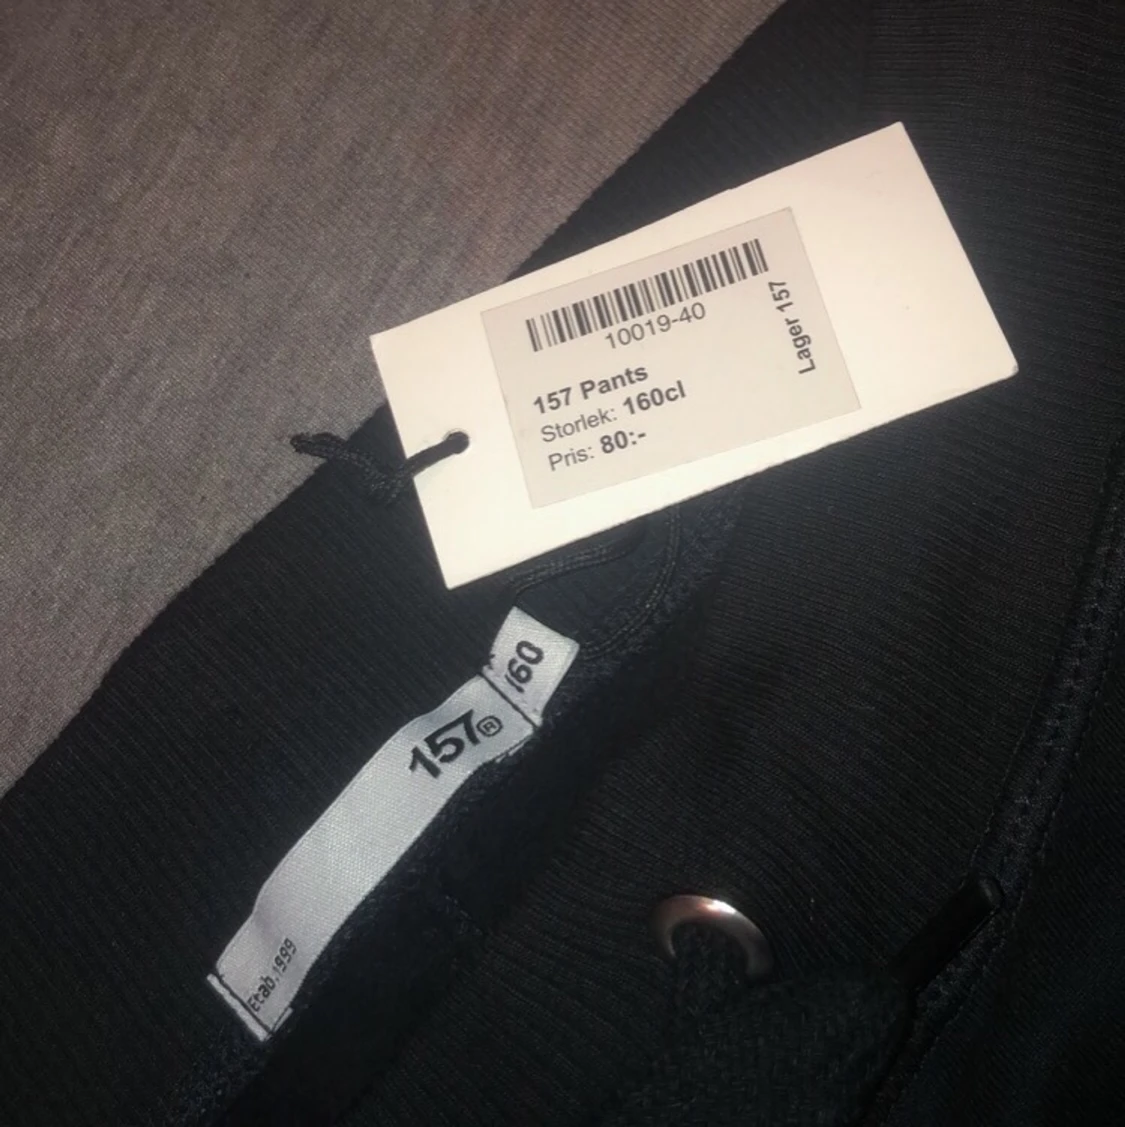 10019-40
Lager 157
157 Pants
Storlek: 160cl
Pris: 80:-
160
157®
Etab.1999